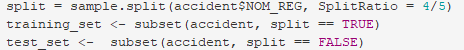 split = sample.split(accident$NOM_REG, SplitRatio = 4/5)
training_set <- subset(accident, split == TRUE)
test_set <-  subset(accident, split == FALSE)